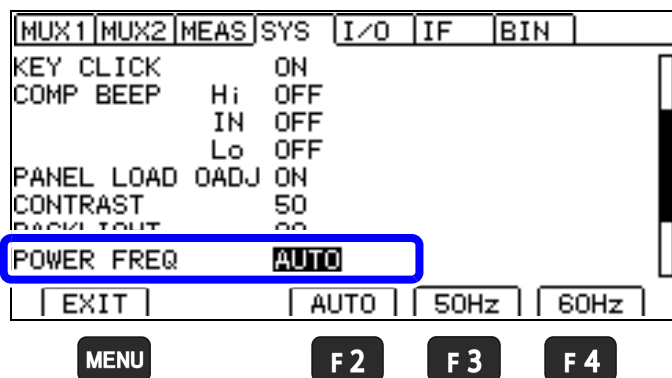 MUX1 MUX2 MEAS SYS I/O IF BIN
KEY CLICK ON
COMP BEEP Hi OFF
IN OFF
Lo OFF
PANEL LOAD 0ADJ ON
CONTRAST 50
POWER FREQ AUTO
EXIT AUTO 50Hz 60Hz
MENU F2 F3 F4